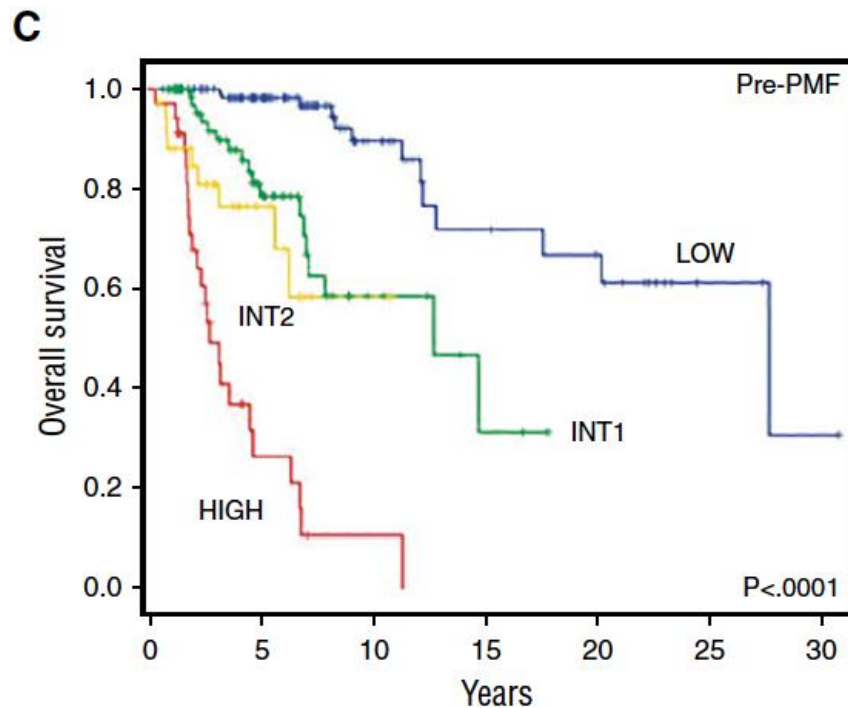 C
Pre-PMF
1.0
0.8
0.6
0.4
0.2
0.0
Overall survival
LOW
INT2
INT1
HIGH
P<.0001
0 5 10 15 20 25 30
Years